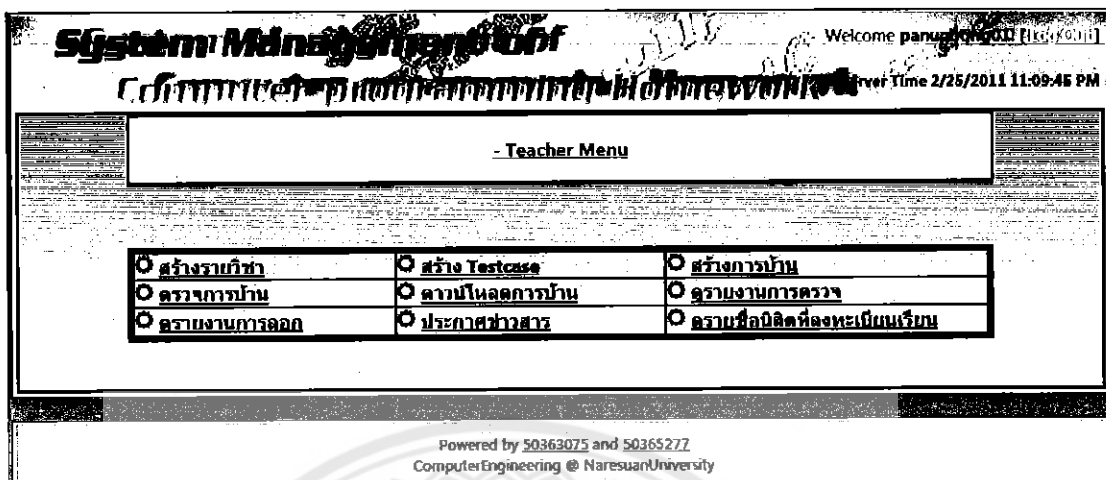 System Management of
Welcome
Computer Programming Homework
Server Time 2/25/2011 11:09:45 PM
- Teacher Menu
สร้างรายวิชา
สร้าง Testcase
สร้างการบ้าน
ตรวจการบ้าน
ดาวน์โหลดการบ้าน
ดูรายงานการตรวจ
ดูรายงานการลอก
ประกาศข่าวสาร
ดูรายชื่อนิสิตที่ลงทะเบียนเรียน
Powered by 50363075 and 50365277
ComputerEngineering @ NaresuanUniversity